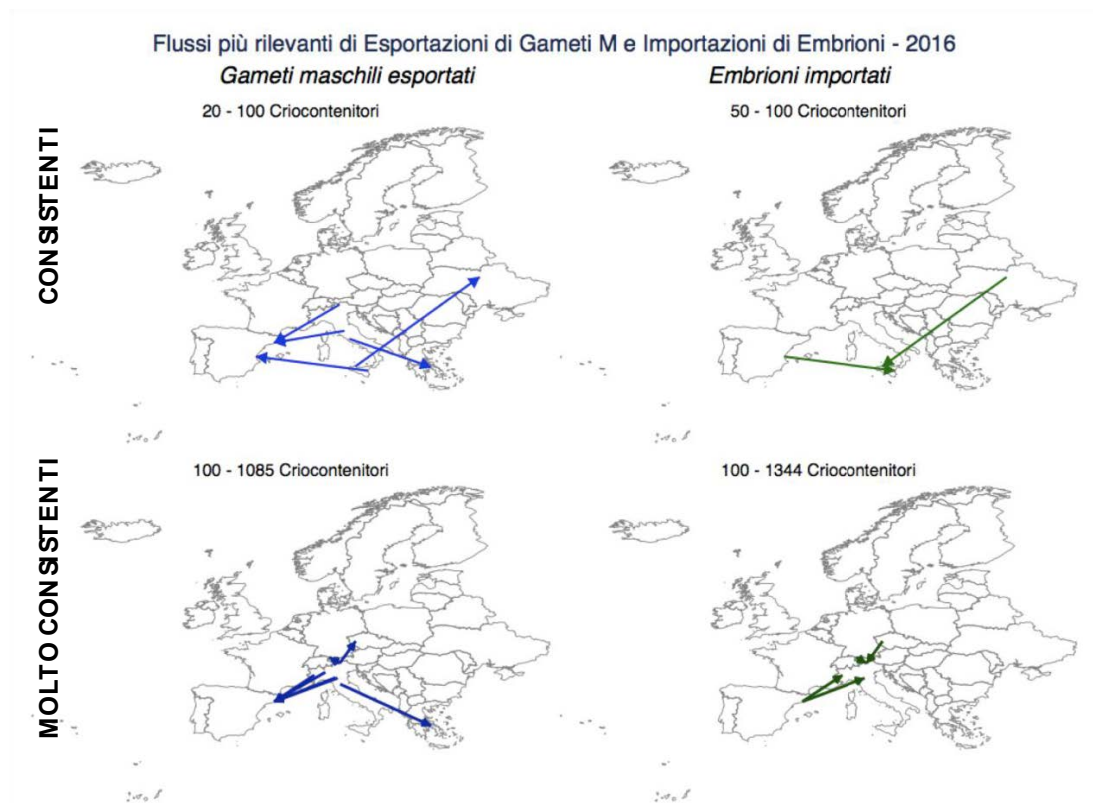 Flussi più rilevanti di Esportazioni di Gameti M e Importazioni di Embrioni - 2016
Gameti maschili esportati
Embrioni importati
20 - 100 Criocontenitori
50 - 100 Criocontenitori
CONSISTENTI
100 - 1085 Criocontenitori
100 - 1344 Criocontenitori
MOLTO CONSISTENTI